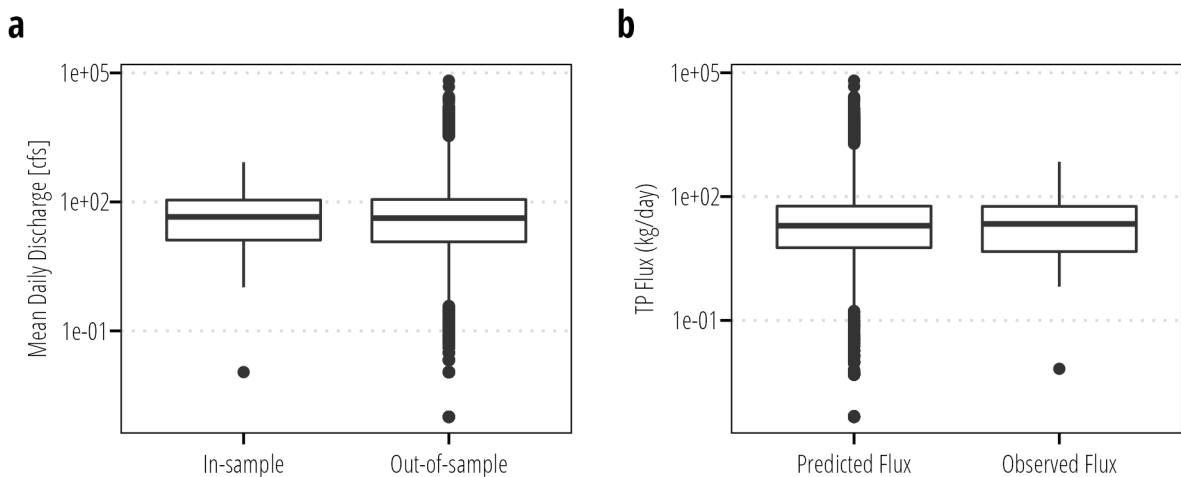 a
Mean Daily Discharge [cfs]
1e+05
1e+02
1e-01
In-sample
Out-of-sample
b
TP Flux (kg/day)
1e+05
1e+02
1e-01
Predicted Flux
Observed Flux